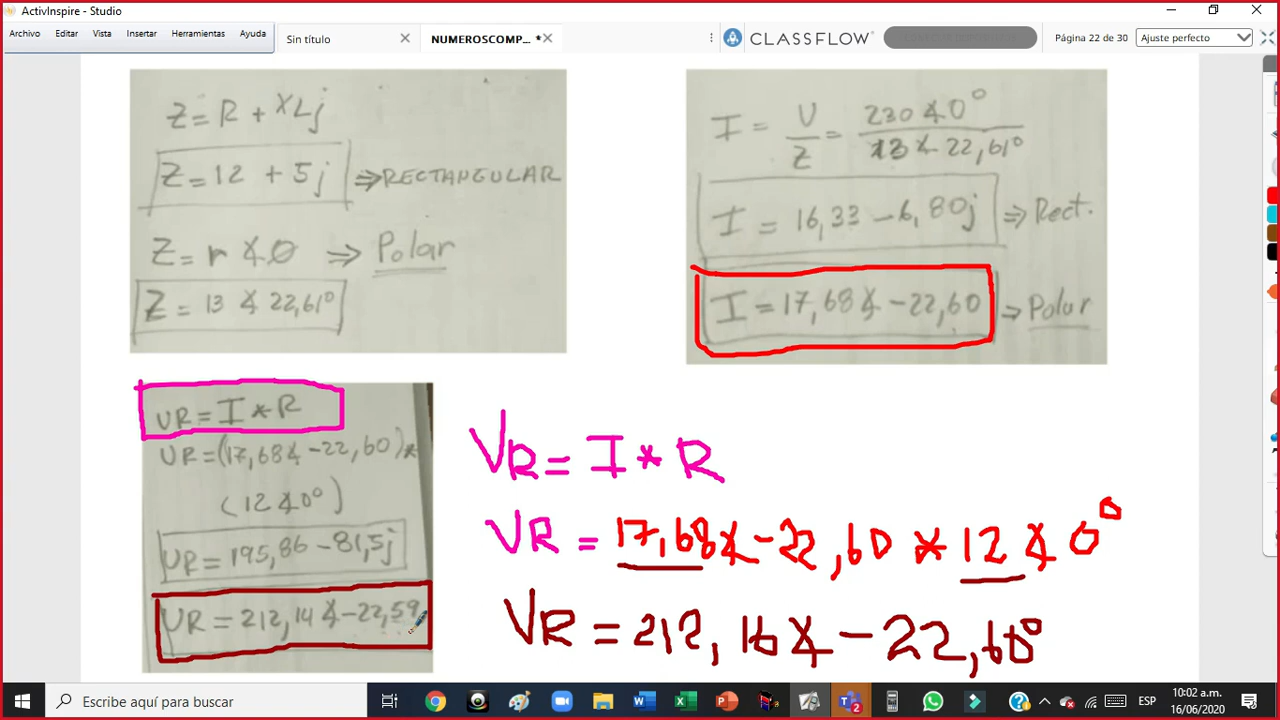 ActivInspire - Studio
Archivo Editar Vista Insertar Herramientas Ayuda
Sin título
NUMEROSCOMP... *
CLASSFLOW
Página 22 de 30
Ajuste perfecto
Z = R + XLj
Z = 12 + 5j ⇒ RECTANGULAR
Z = r ∡ θ ⇒ Polar
Z = 13 ∡ 22,61°
I = V/Z = 230 ∡ 0° / 13 ∡ 22,61°
I = 16,33 - 6,80j ⇒ Rect.
I = 17,68 ∡ -22,60 ⇒ Polar
VR = I * R
VR = (17,68 ∡ -22,60) *
(12 ∡ 0°)
VR = 195,86 - 81,5j
VR = 212,14 ∡ -22,59
VR = I * R
VR = 17,68 ∡ -22,60 * 12 ∡ 0°
VR = 212,16 ∡ -22,60°
Escribe aquí para buscar
2
ESP
10:02 a.m.
16/06/2020